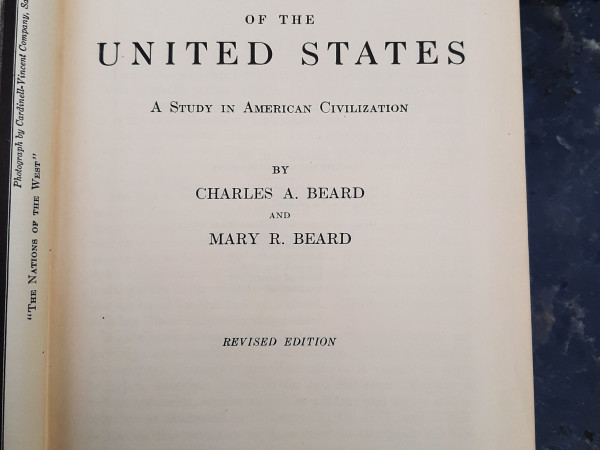 OF THE
UNITED STATES
A STUDY IN AMERICAN CIVILIZATION
BY
CHARLES A. BEARD
AND
MARY R. BEARD
REVISED EDITION
Photograph by Cardinell-Vincent Company, Sa
"THE NATIONS OF THE WEST"